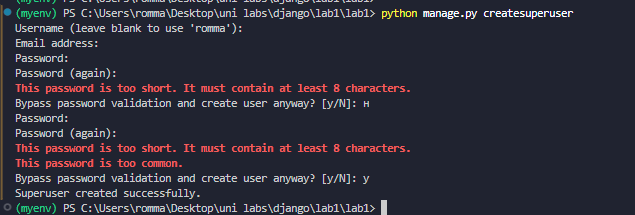 (myenv) PS C:\Users\romma\Desktop\uni labs\django\lab1\lab1> python manage.py createsuperuser
Username (leave blank to use 'romma'):
Email address:
Password:
Password (again):
This password is too short. It must contain at least 8 characters.
Bypass password validation and create user anyway? [y/N]: н
Password:
Password (again):
This password is too short. It must contain at least 8 characters.
This password is too common.
Bypass password validation and create user anyway? [y/N]: y
Superuser created successfully.
(myenv) PS C:\Users\romma\Desktop\uni labs\django\lab1\lab1>